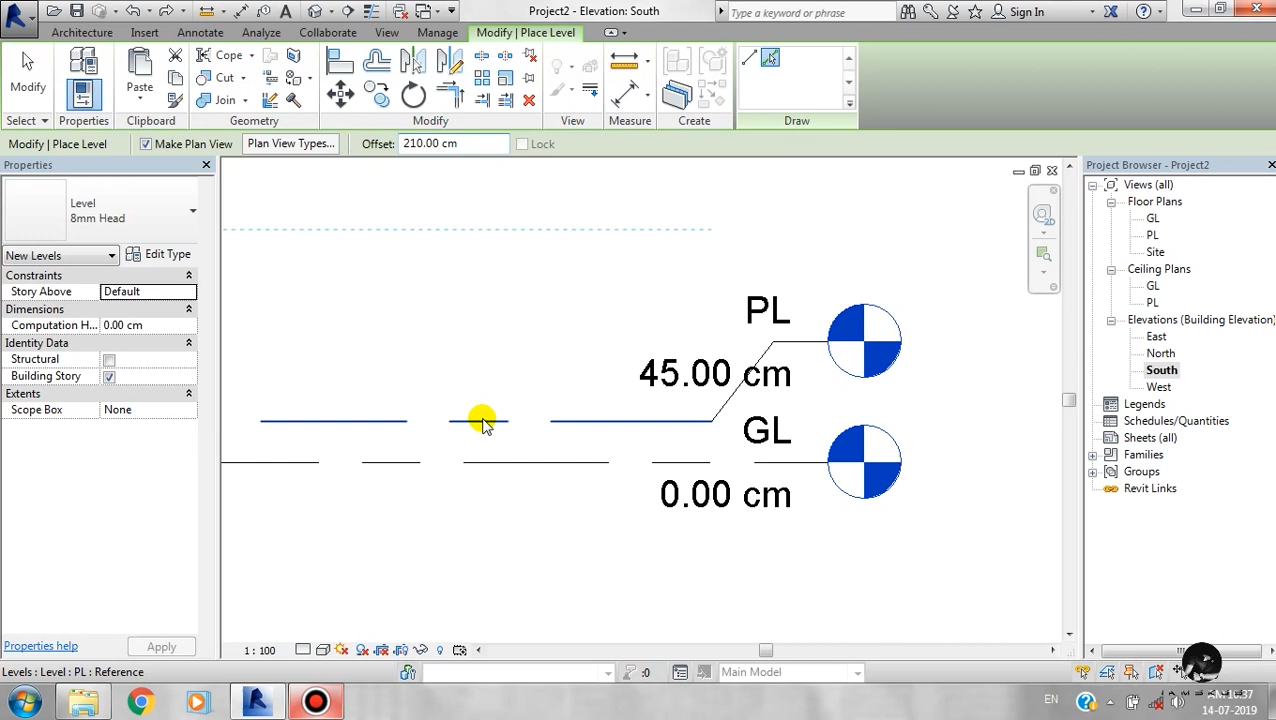 Project2 - Elevation: South
Type a keyword or phrase
Sign In
Architecture
Insert
Annotate
Analyze
Collaborate
View
Manage
Modify | Place Level
Modify
Paste
Cope
Cut
Join
Select
Properties
Clipboard
Geometry
Modify
View
Measure
Create
Draw
Modify | Place Level
Make Plan View
Plan View Types...
Offset:
210.00 cm
Lock
Properties
Level
8mm Head
New Levels
Edit Type
Constraints
Story Above
Default
Dimensions
Computation H...
0.00 cm
Identity Data
Structural
Building Story
Extents
Scope Box
None
Properties help
Apply
PL
45.00 cm
GL
0.00 cm
Project Browser - Project2
Views (all)
Floor Plans
GL
PL
Site
Ceiling Plans
GL
PL
Elevations (Building Elevation)
East
North
South
West
Legends
Schedules/Quantities
Sheets (all)
Families
Groups
Revit Links
1 : 100
Levels : Level : PL : Reference
:0
Main Model
EN
14-07-2019